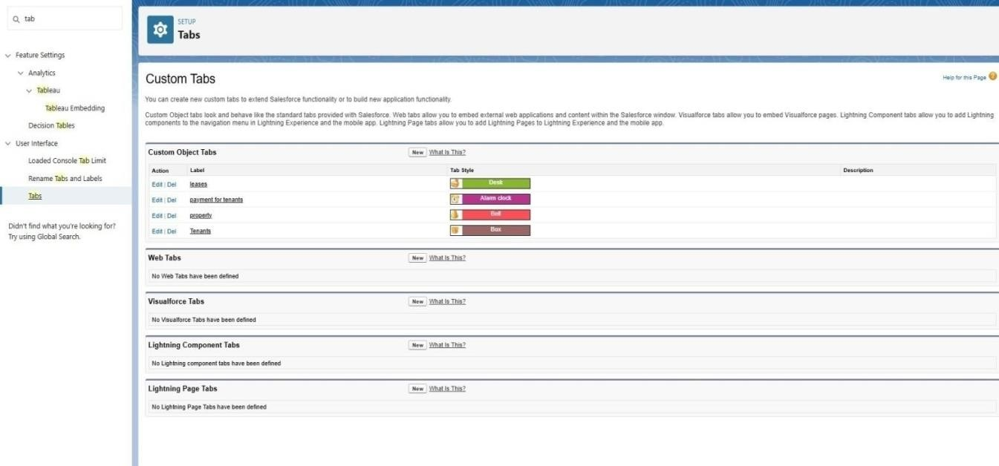 tab
Feature Settings
Analytics
Tableau
Tableau Embedding
Decision Tables
User Interface
Loaded Console Tab Limit
Rename Tabs and Labels
Tabs
Didn't find what you're looking for?
Try using Global Search.
SETUP
Tabs
Custom Tabs
Help for this Page ?
You can create new custom tabs to extend Salesforce functionality or to build new application functionality.
Custom Object tabs look and behave like the standard tabs provided with Salesforce. Web tabs allow you to embed external web applications and content within the Salesforce window. Visualforce tabs allow you to embed Visualforce pages. Lightning Component tabs allow you to add Lightning
components to the navigation menu in Lightning Experience and the mobile app. Lightning Page tabs allow you to add Lightning Pages to Lightning Experience and the mobile app.
Custom Object Tabs New What Is This?
Action Label Tab Style Description
Edit | Del leases Desk
Edit | Del payment for tenants Alarm clock
Edit | Del property Bell
Edit | Del Tenants Box
Web Tabs New What Is This?
No Web Tabs have been defined
Visualforce Tabs New What Is This?
No Visualforce Tabs have been defined
Lightning Component Tabs New What Is This?
No Lightning component tabs have been defined
Lightning Page Tabs New What Is This?
No Lightning Page Tabs have been defined